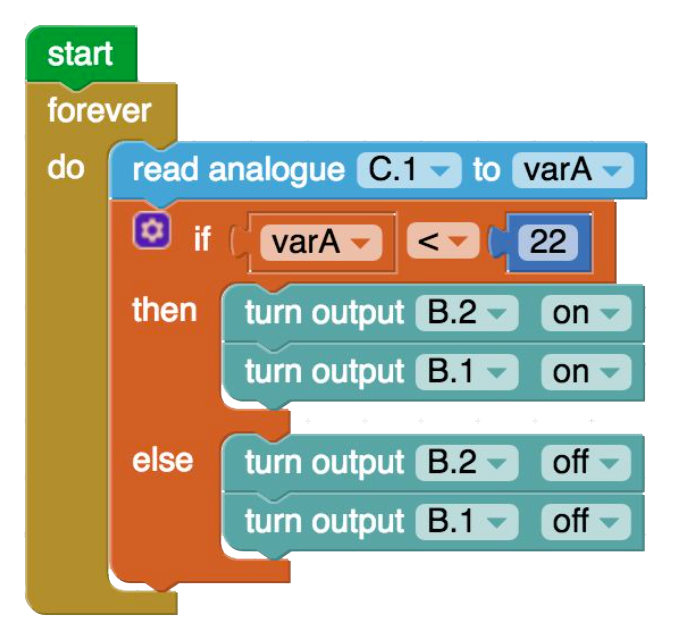 start
forever
do read analogue C.1 to varA
if varA < 22
then turn output B.2 on
turn output B.1 on
else turn output B.2 off
turn output B.1 off